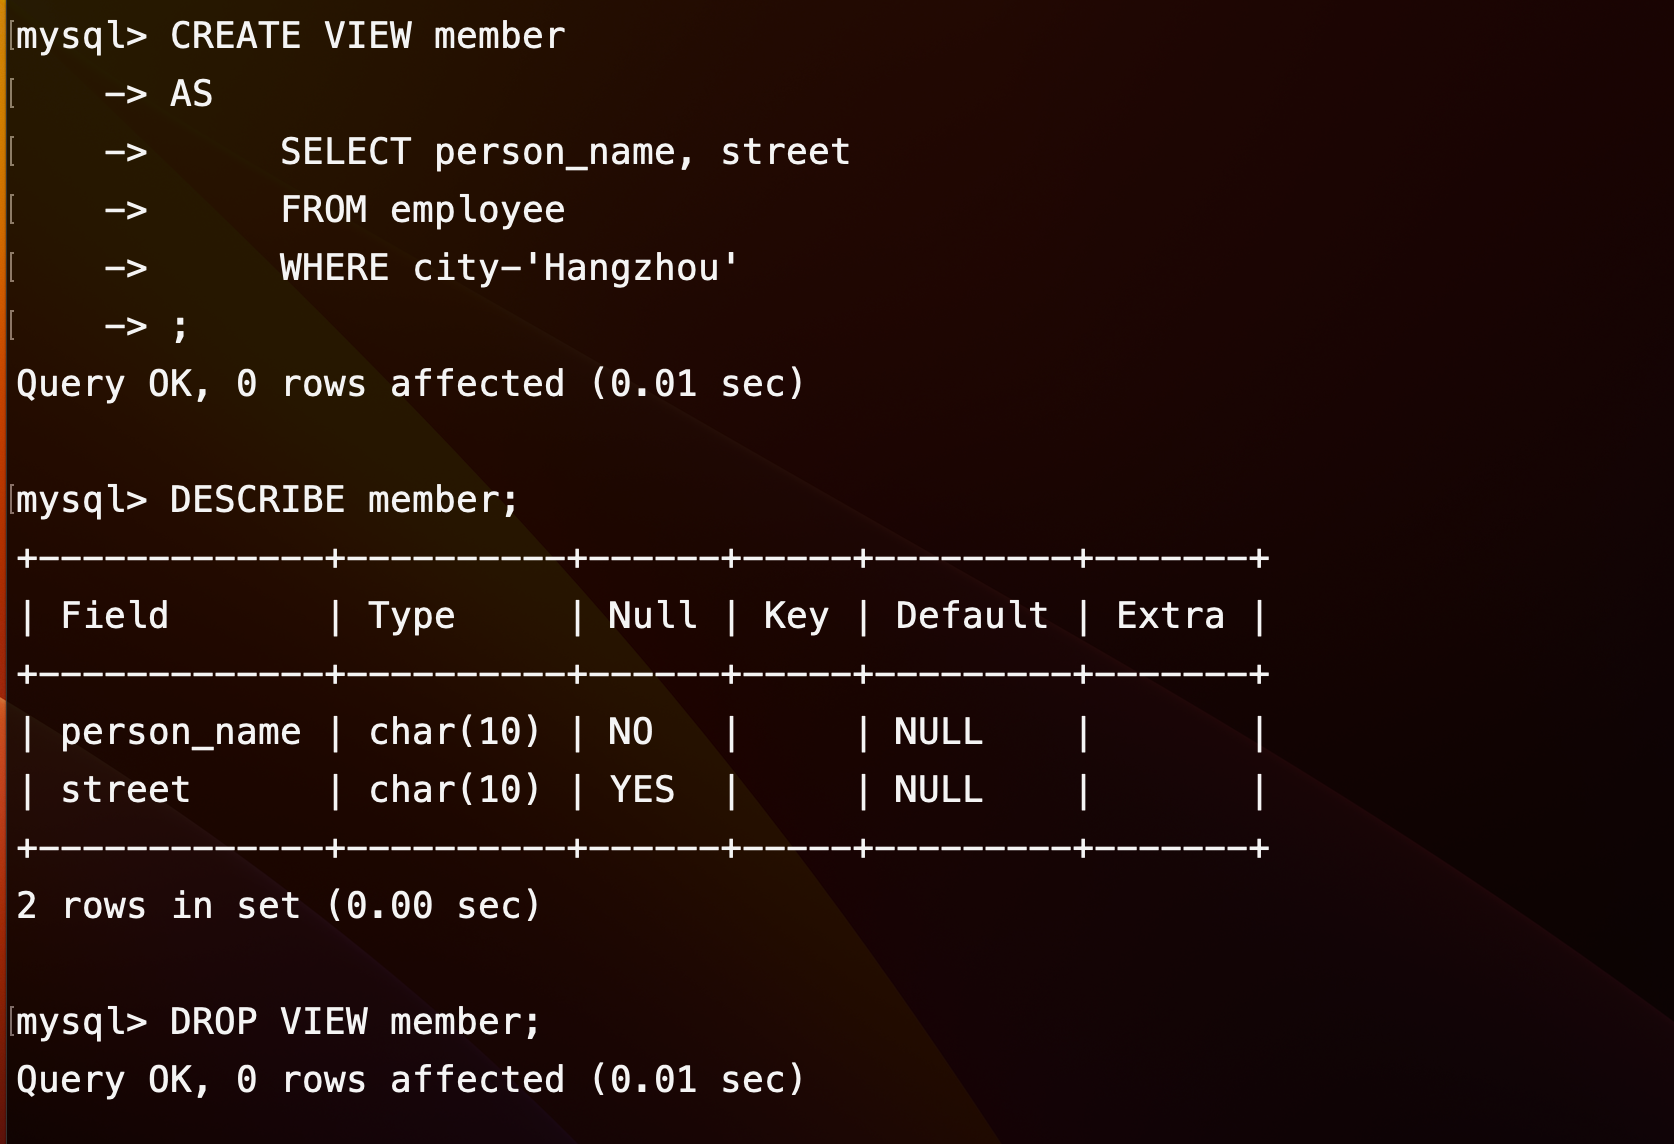 mysql> CREATE VIEW member
    -> AS
    ->      SELECT person_name, street
    ->      FROM employee
    ->      WHERE city-'Hangzhou'
    -> ;
Query OK, 0 rows affected (0.01 sec)

mysql> DESCRIBE member;
+-------------+----------+------+-----+---------+-------+
| Field       | Type     | Null | Key | Default | Extra |
+-------------+----------+------+-----+---------+-------+
| person_name | char(10) | NO   |     | NULL    |       |
| street      | char(10) | YES  |     | NULL    |       |
+-------------+----------+------+-----+---------+-------+
2 rows in set (0.00 sec)

mysql> DROP VIEW member;
Query OK, 0 rows affected (0.01 sec)